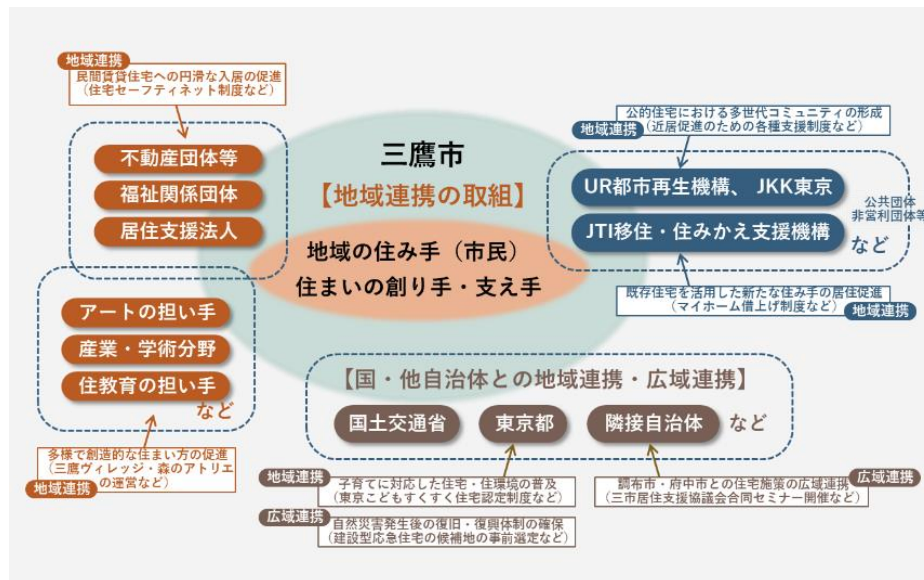 地域連携
民間賃貸住宅への円滑な入居の促進
(住宅セーフティネット制度など)
不動産団体等
福祉関係団体
居住支援法人
三鷹市
【地域連携の取組】
地域の住み手(市民)
住まいの創り手・支え手
公的住宅における多世代コミュニティの形成
地域連携
(近居促進のための各種支援制度など)
UR都市再生機構、JKK東京
JTI移住・住みかえ支援機構
など
公共団体
非営利団体等
既存住宅を活用した新たな住み手の居住促進
(マイホーム借上げ制度など)
地域連携
アートの担い手
産業・学術分野
住教育の担い手
など
多様で創造的な住まい方の促進
(三鷹ヴィレッジ・森のアトリエ
の運営など)
地域連携
【国・他自治体との地域連携・広域連携】
国土交通省
東京都
隣接自治体
など
地域連携
子育てに対応した住宅・住環境の普及
(東京こどもすくすく住宅認定制度など)
広域連携
自然災害発生後の復旧・復興体制の確保
(建設型応急住宅の候補地の事前選定など)
調布市・府中市との住宅施策の広域連携
広域連携
(三市居住支援協議会合同セミナー開催など)